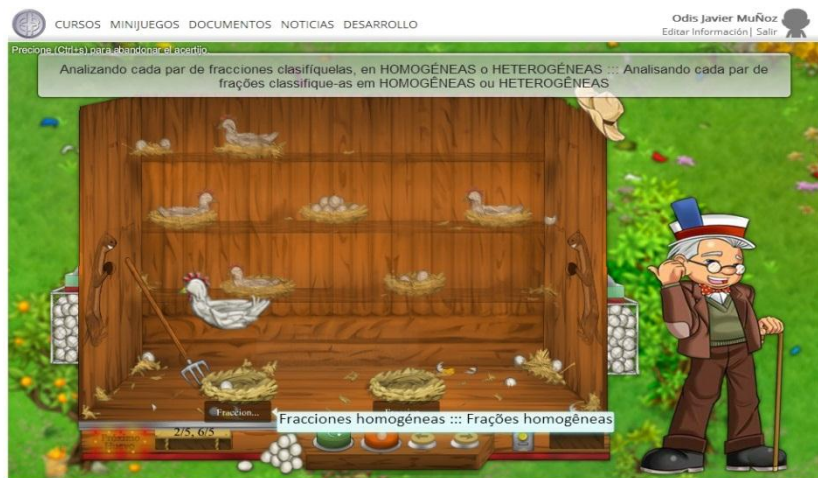 CURSOS MINIJUEGOS DOCUMENTOS NOTICIAS DESARROLLO
Odis Javier MuÑoz
Editar Información| Salir
Precione (Ctrl+s) para abandonar el acertijo.
Analizando cada par de fracciones clasifíquelas, en HOMOGÉNEAS o HETEROGÉNEAS ::: Analisando cada par de
frações classifique-as em HOMOGÊNEAS ou HETEROGÊNEAS
Fraccion...
Fracciones homogéneas ::: Frações homogêneas
2/5, 6/5